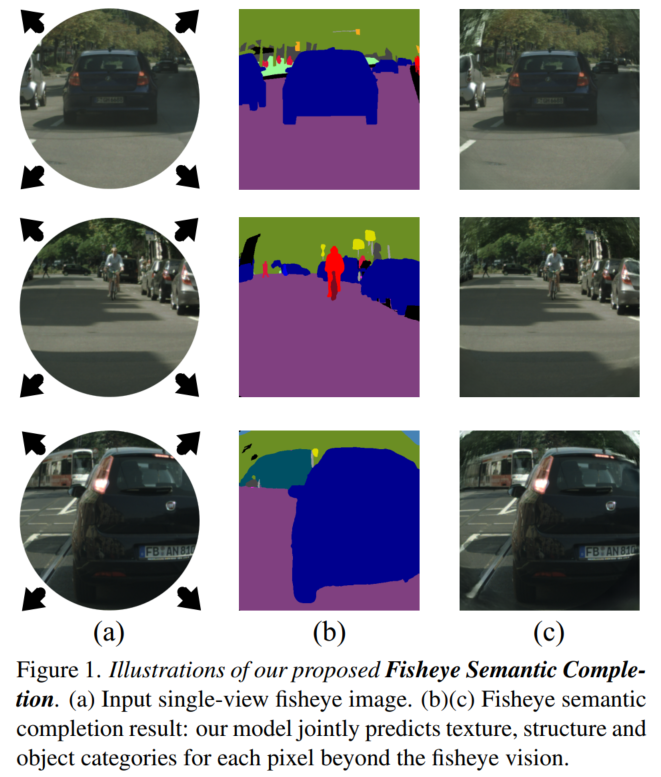 FB
(a) (b) (c)
Figure 1. Illustrations of our proposed Fisheye Semantic Comple-
tion. (a) Input single-view fisheye image. (b)(c) Fisheye semantic
completion result: our model jointly predicts texture, structure and
object categories for each pixel beyond the fisheye vision.